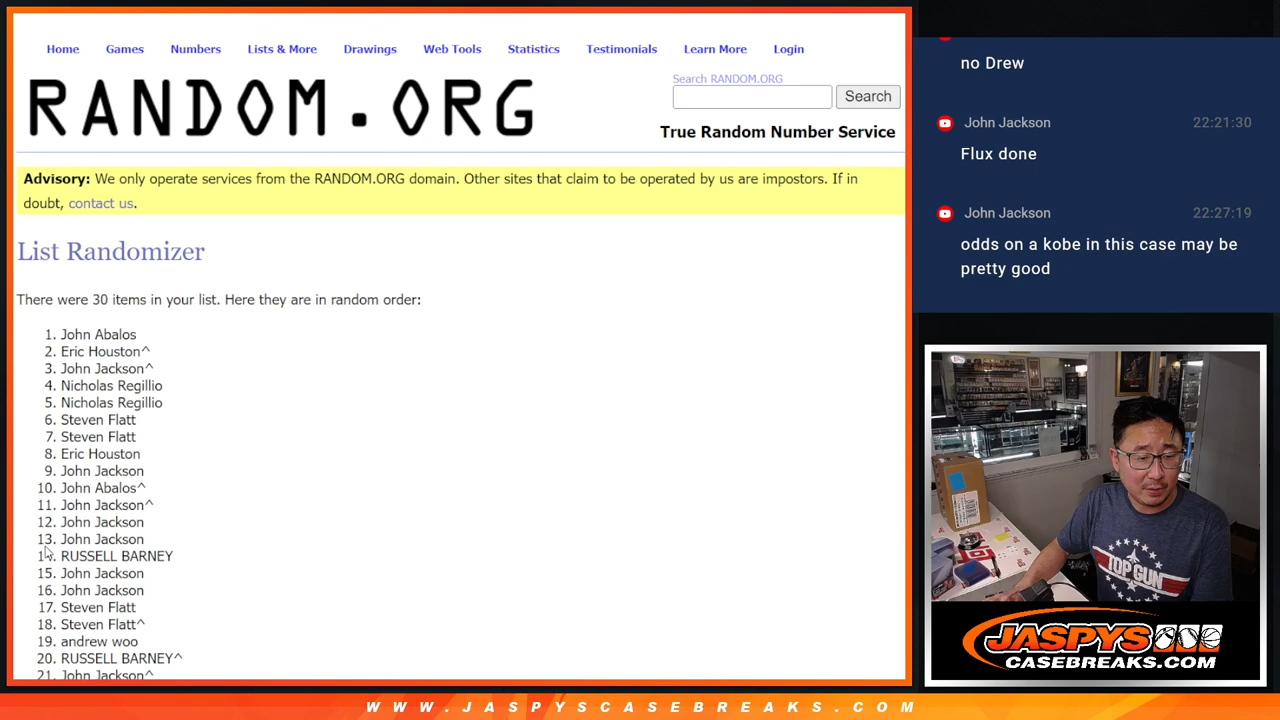 Home Games Numbers Lists & More Drawings Web Tools Statistics Testimonials Learn More Login
RANDOM.ORG
Search RANDOM.ORG
Search
True Random Number Service
Advisory: We only operate services from the RANDOM.ORG domain. Other sites that claim to be operated by us are impostors. If in
doubt, contact us.
List Randomizer
There were 30 items in your list. Here they are in random order:
1. John Abalos
2. Eric Houston^
3. John Jackson^
4. Nicholas Regillio
5. Nicholas Regillio
6. Steven Flatt
7. Steven Flatt
8. Eric Houston
9. John Jackson
10. John Abalos^
11. John Jackson^
12. John Jackson
13. John Jackson
14. RUSSELL BARNEY
15. John Jackson
16. John Jackson
17. Steven Flatt
18. Steven Flatt^
19. andrew woo
20. RUSSELL BARNEY^
21. John Jackson^
no Drew
John Jackson 22:21:30
Flux done
John Jackson 22:27:19
odds on a kobe in this case may be
pretty good
TOP GUN
JASPYS
CASEBREAKS.COM
WWW.JASPYSCASEBREAKS.COM